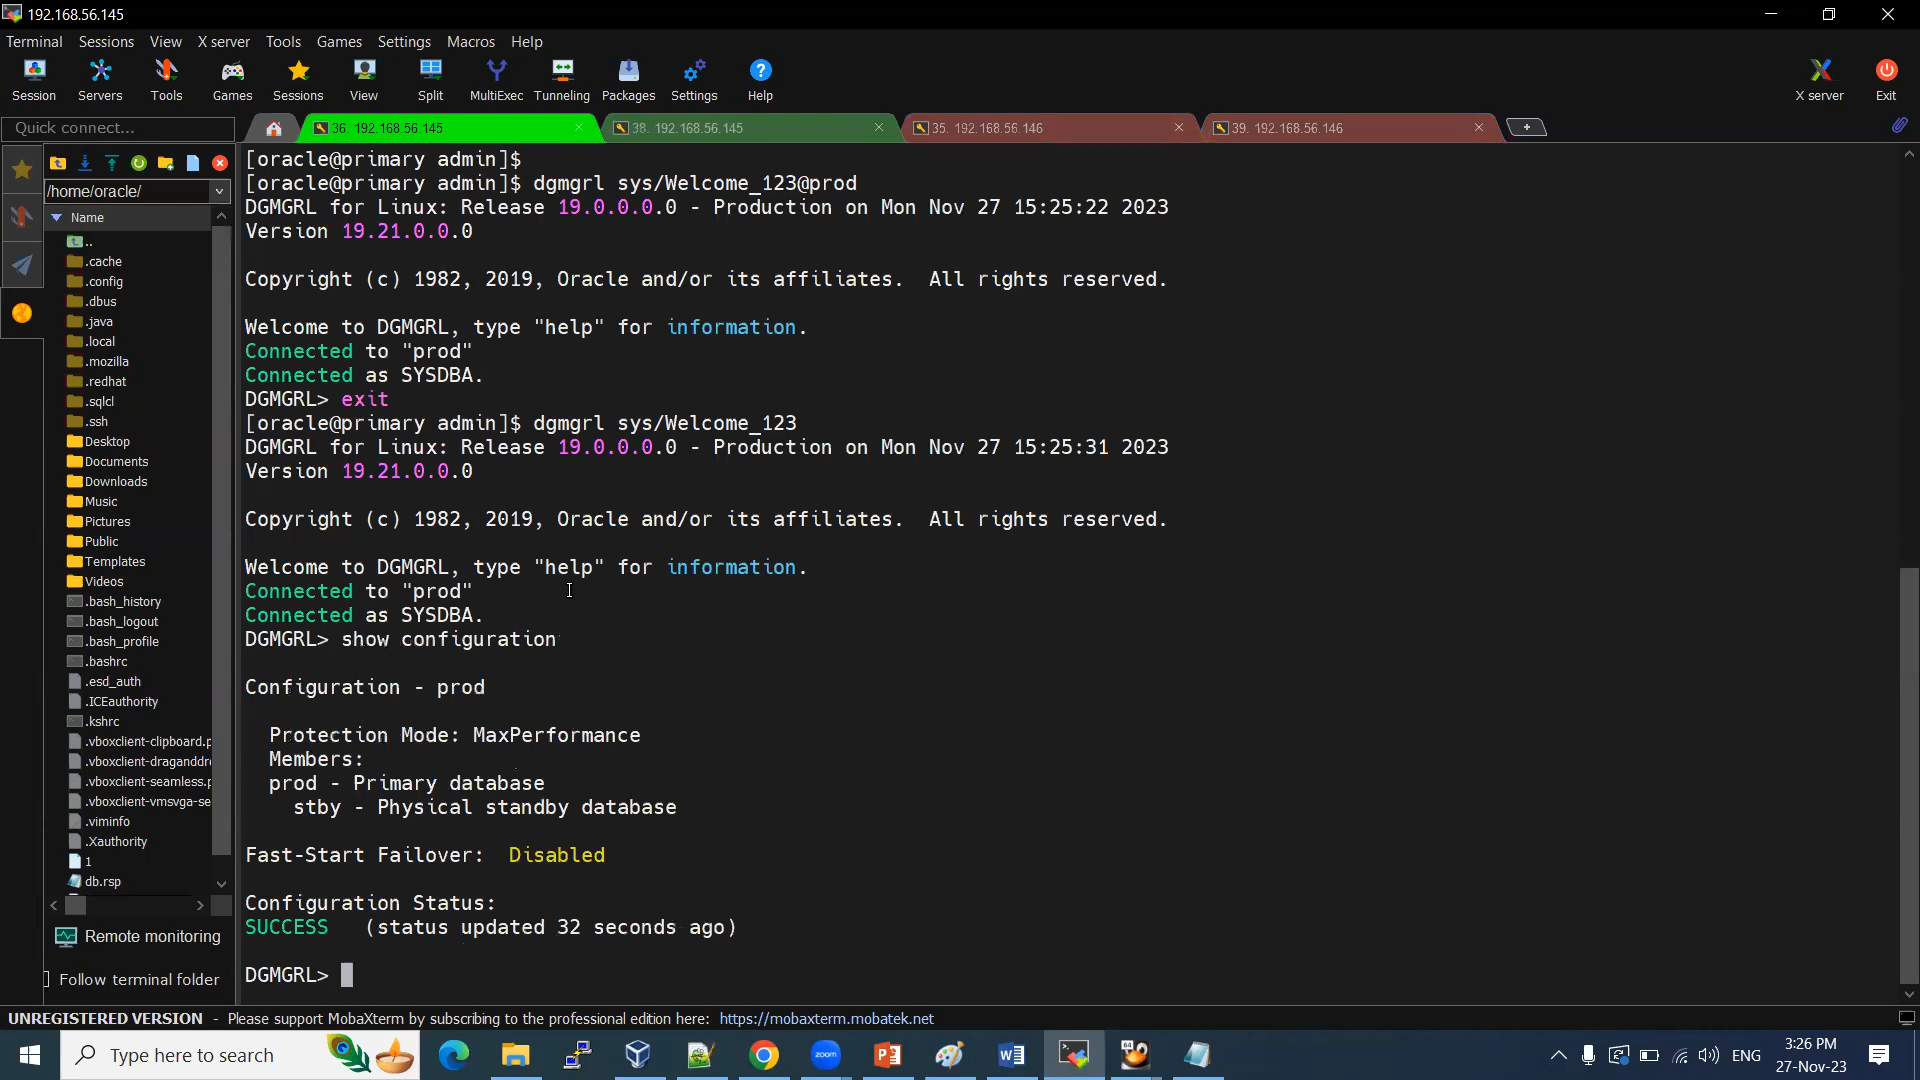 192.168.56.145
Terminal Sessions View X server Tools Games Settings Macros Help
Session Servers Tools Games Sessions View Split MultiExec Tunneling Packages Settings Help X server Exit
Quick connect...
36. 192.168.56.145
38. 192.168.56.145
35. 192.168.56.146
39. 192.168.56.146
/home/oracle/
Name
..
.cache
.config
.dbus
.java
.local
.mozilla
.redhat
.sqlcl
.ssh
Desktop
Documents
Downloads
Music
Pictures
Public
Templates
Videos
.bash_history
.bash_logout
.bash_profile
.bashrc
.esd_auth
.ICEauthority
.kshrc
.vboxclient-clipboard.p
.vboxclient-draganddr
.vboxclient-seamless.p
.vboxclient-vmsvga-se
.viminfo
.Xauthority
1
db.rsp
Remote monitoring
Follow terminal folder
[oracle@primary admin]$
[oracle@primary admin]$ dgmgrl sys/Welcome_123@prod
DGMGRL for Linux: Release 19.0.0.0.0 - Production on Mon Nov 27 15:25:22 2023
Version 19.21.0.0.0
Copyright (c) 1982, 2019, Oracle and/or its affiliates.  All rights reserved.
Welcome to DGMGRL, type "help" for information.
Connected to "prod"
Connected as SYSDBA.
DGMGRL> exit
[oracle@primary admin]$ dgmgrl sys/Welcome_123
DGMGRL for Linux: Release 19.0.0.0.0 - Production on Mon Nov 27 15:25:31 2023
Version 19.21.0.0.0
Copyright (c) 1982, 2019, Oracle and/or its affiliates.  All rights reserved.
Welcome to DGMGRL, type "help" for information.
Connected to "prod"
Connected as SYSDBA.
DGMGRL> show configuration
Configuration - prod
Protection Mode: MaxPerformance
Members:
prod - Primary database
stby - Physical standby database
Fast-Start Failover:  Disabled
Configuration Status:
SUCCESS   (status updated 32 seconds ago)
DGMGRL>
UNREGISTERED VERSION - Please support MobaXterm by subscribing to the professional edition here: https://mobaxterm.mobatek.net
Type here to search
zoom
ENG
3:26 PM
27-Nov-23